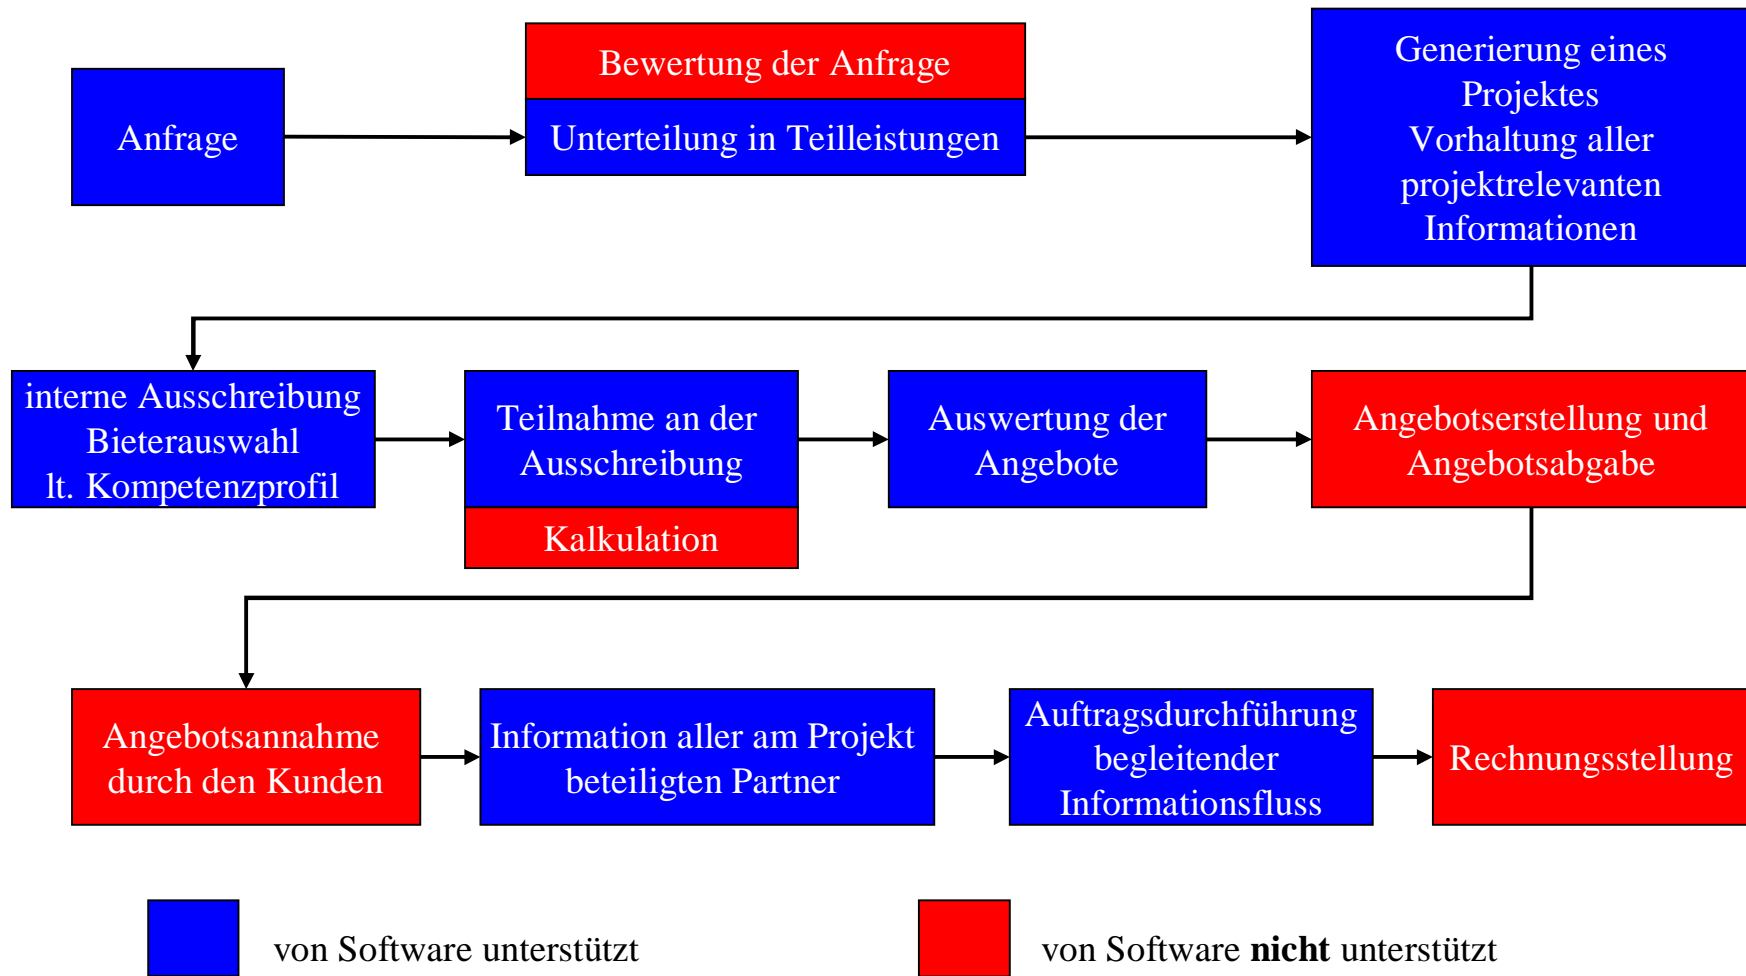 Anfrage
Bewertung der Anfrage
Unterteilung in Teilleistungen
Generierung eines
Projektes
Vorhaltung aller
projektrelevanten
Informationen
interne Ausschreibung
Bieterauswahl
lt. Kompetenzprofil
Teilnahme an der
Ausschreibung
Kalkulation
Auswertung der
Angebote
Angebotserstellung und
Angebotsabgabe
Angebotsannahme
durch den Kunden
Information aller am Projekt
beteiligten Partner
Auftragsdurchführung
begleitender
Informationsfluss
Rechnungsstellung
von Software unterstützt
von Software nicht unterstützt